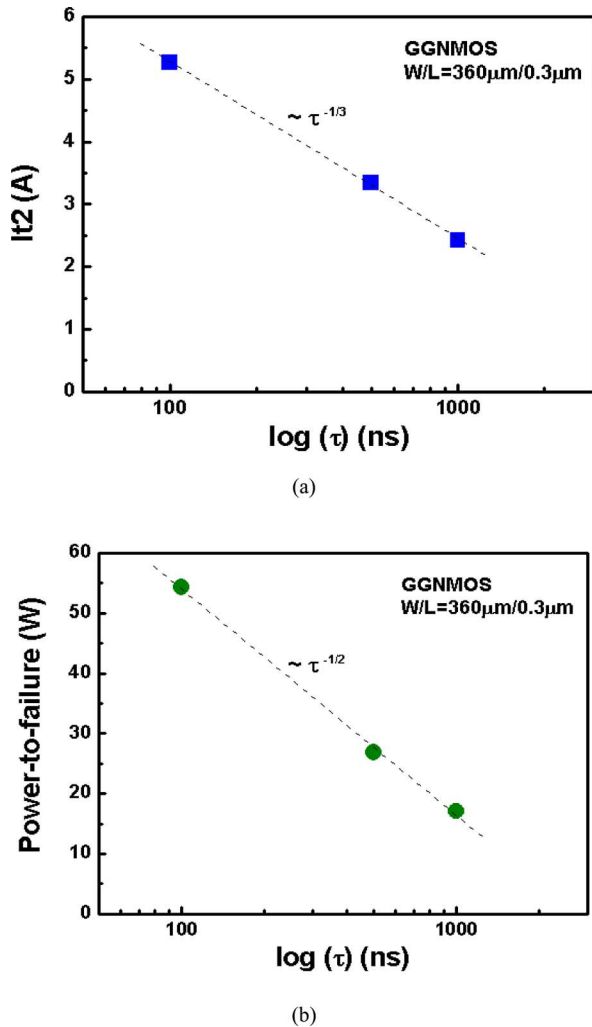 6
5
4
3
2
1
0
It2 (A)
GGNMOS
W/L=360μm/0.3μm
~ τ -1/3
100
1000
log (τ) (ns)
(a)
60
50
40
30
20
10
0
Power-to-failure (W)
GGNMOS
W/L=360μm/0.3μm
~ τ -1/2
100
1000
log (τ) (ns)
(b)